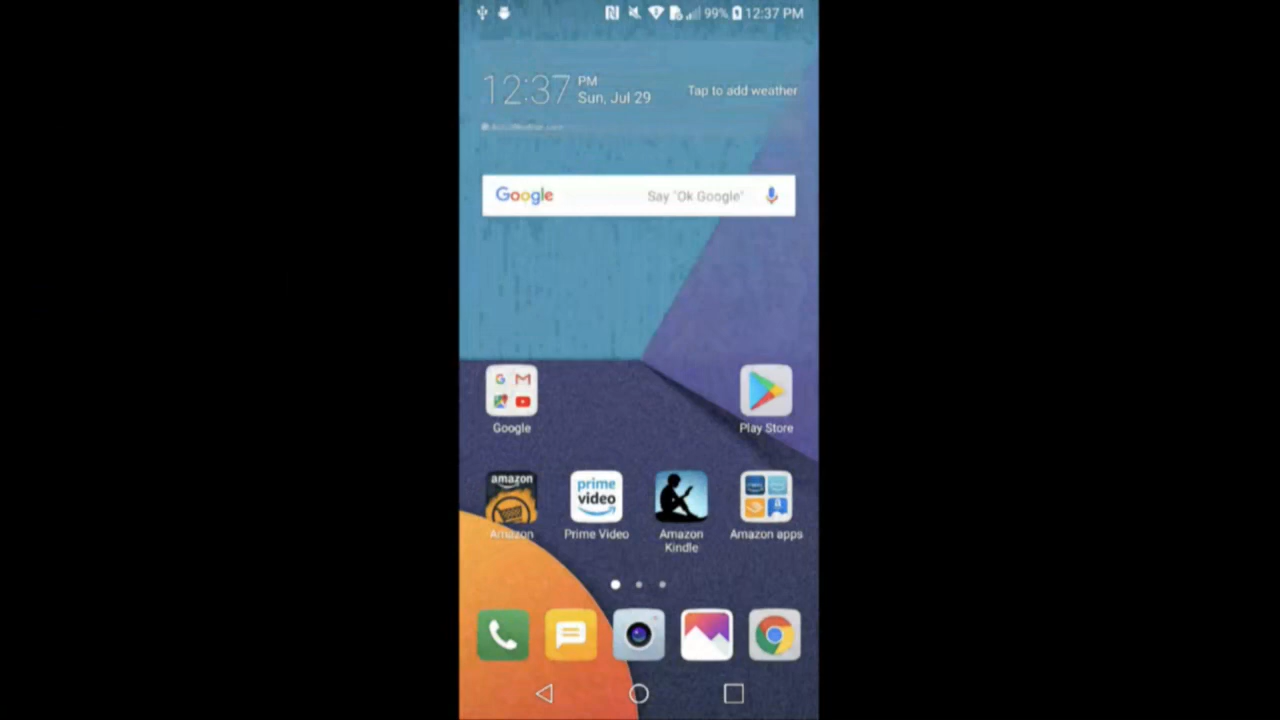 99% 12:37 PM
12:37 PM
Sun, Jul 29
Tap to add weather
Google Say "Ok Google"
Google
Play Store
amazon
prime video
Amazon
Prime Video
Amazon Kindle
Amazon apps